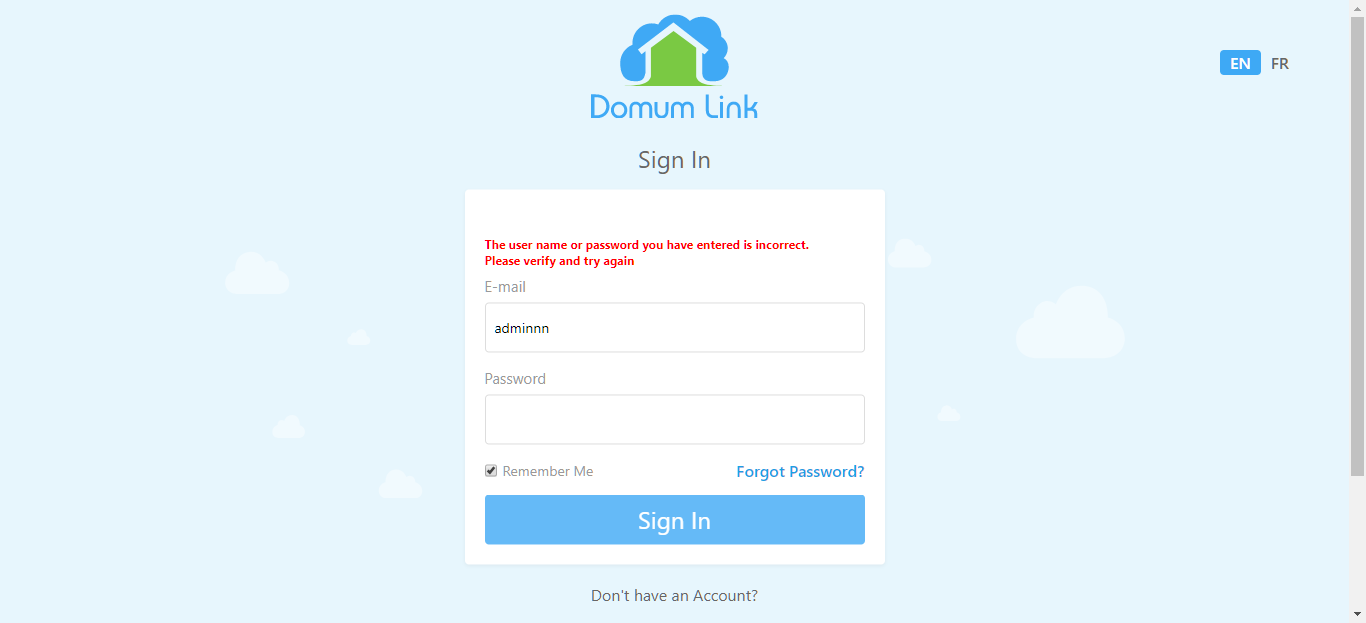 Domum Link
EN FR
Sign In
The user name or password you have entered is incorrect.
Please verify and try again
E-mail
adminnn
Password
Remember Me Forgot Password?
Sign In
Don't have an Account?